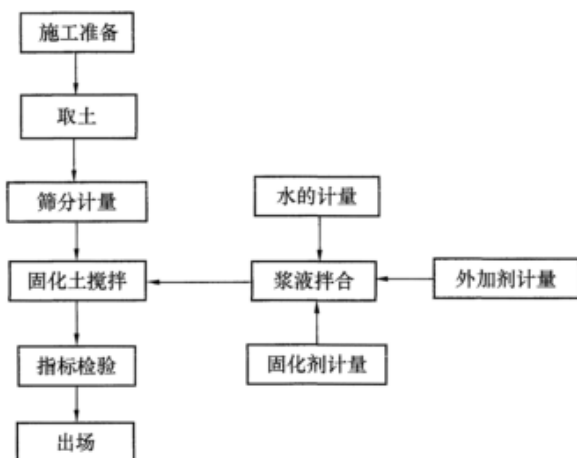 施工准备
取土
筛分计量
水的计量
固化土搅拌
浆液拌合
外加剂计量
指标检验
固化剂计量
出场